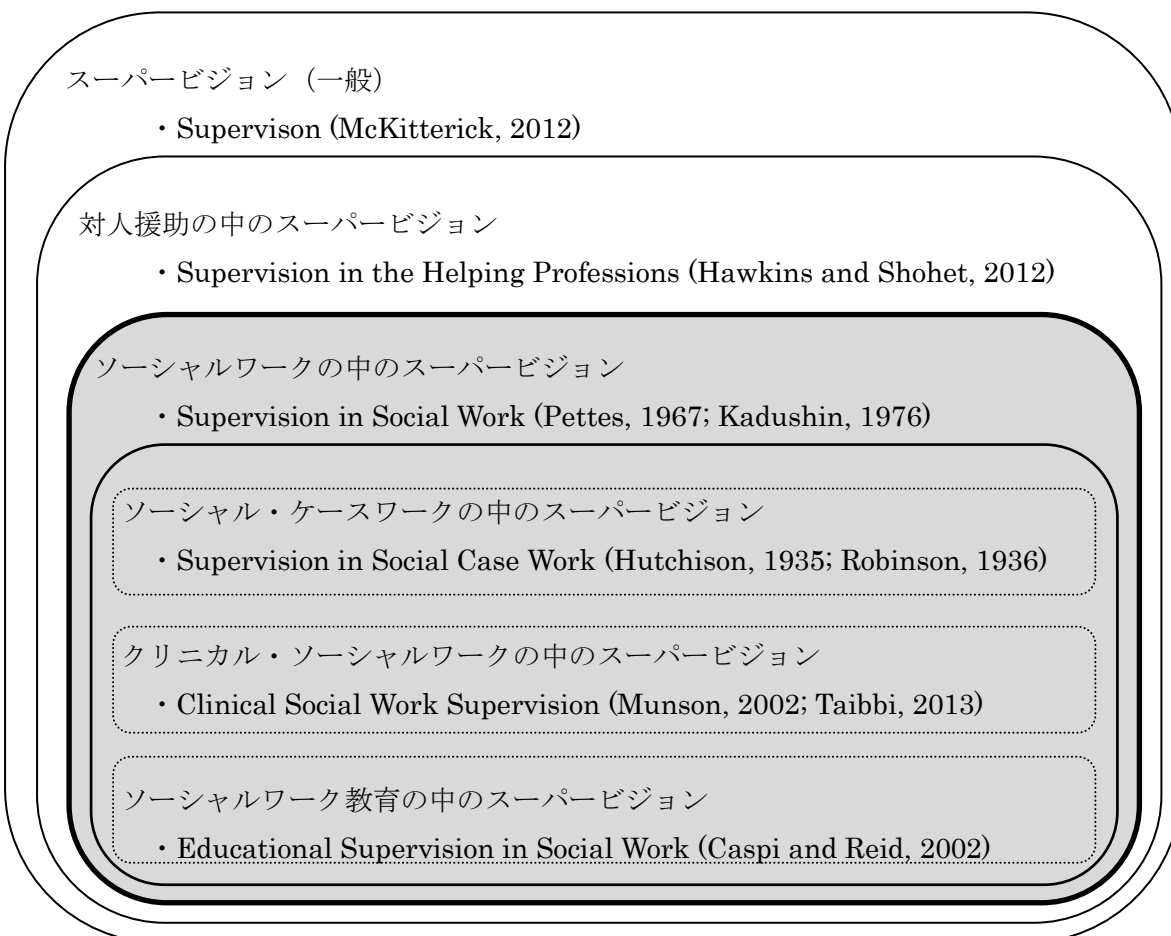 スーパービジョン（一般）
・Supervison (McKitterick, 2012)
対人援助の中のスーパービジョン
・Supervision in the Helping Professions (Hawkins and Shohet, 2012)
ソーシャルワークの中のスーパービジョン
・Supervision in Social Work (Pettes, 1967; Kadushin, 1976)
ソーシャル・ケースワークの中のスーパービジョン
・Supervision in Social Case Work (Hutchison, 1935; Robinson, 1936)
クリニカル・ソーシャルワークの中のスーパービジョン
・Clinical Social Work Supervision (Munson, 2002; Taibbi, 2013)
ソーシャルワーク教育の中のスーパービジョン
・Educational Supervision in Social Work (Caspi and Reid, 2002)